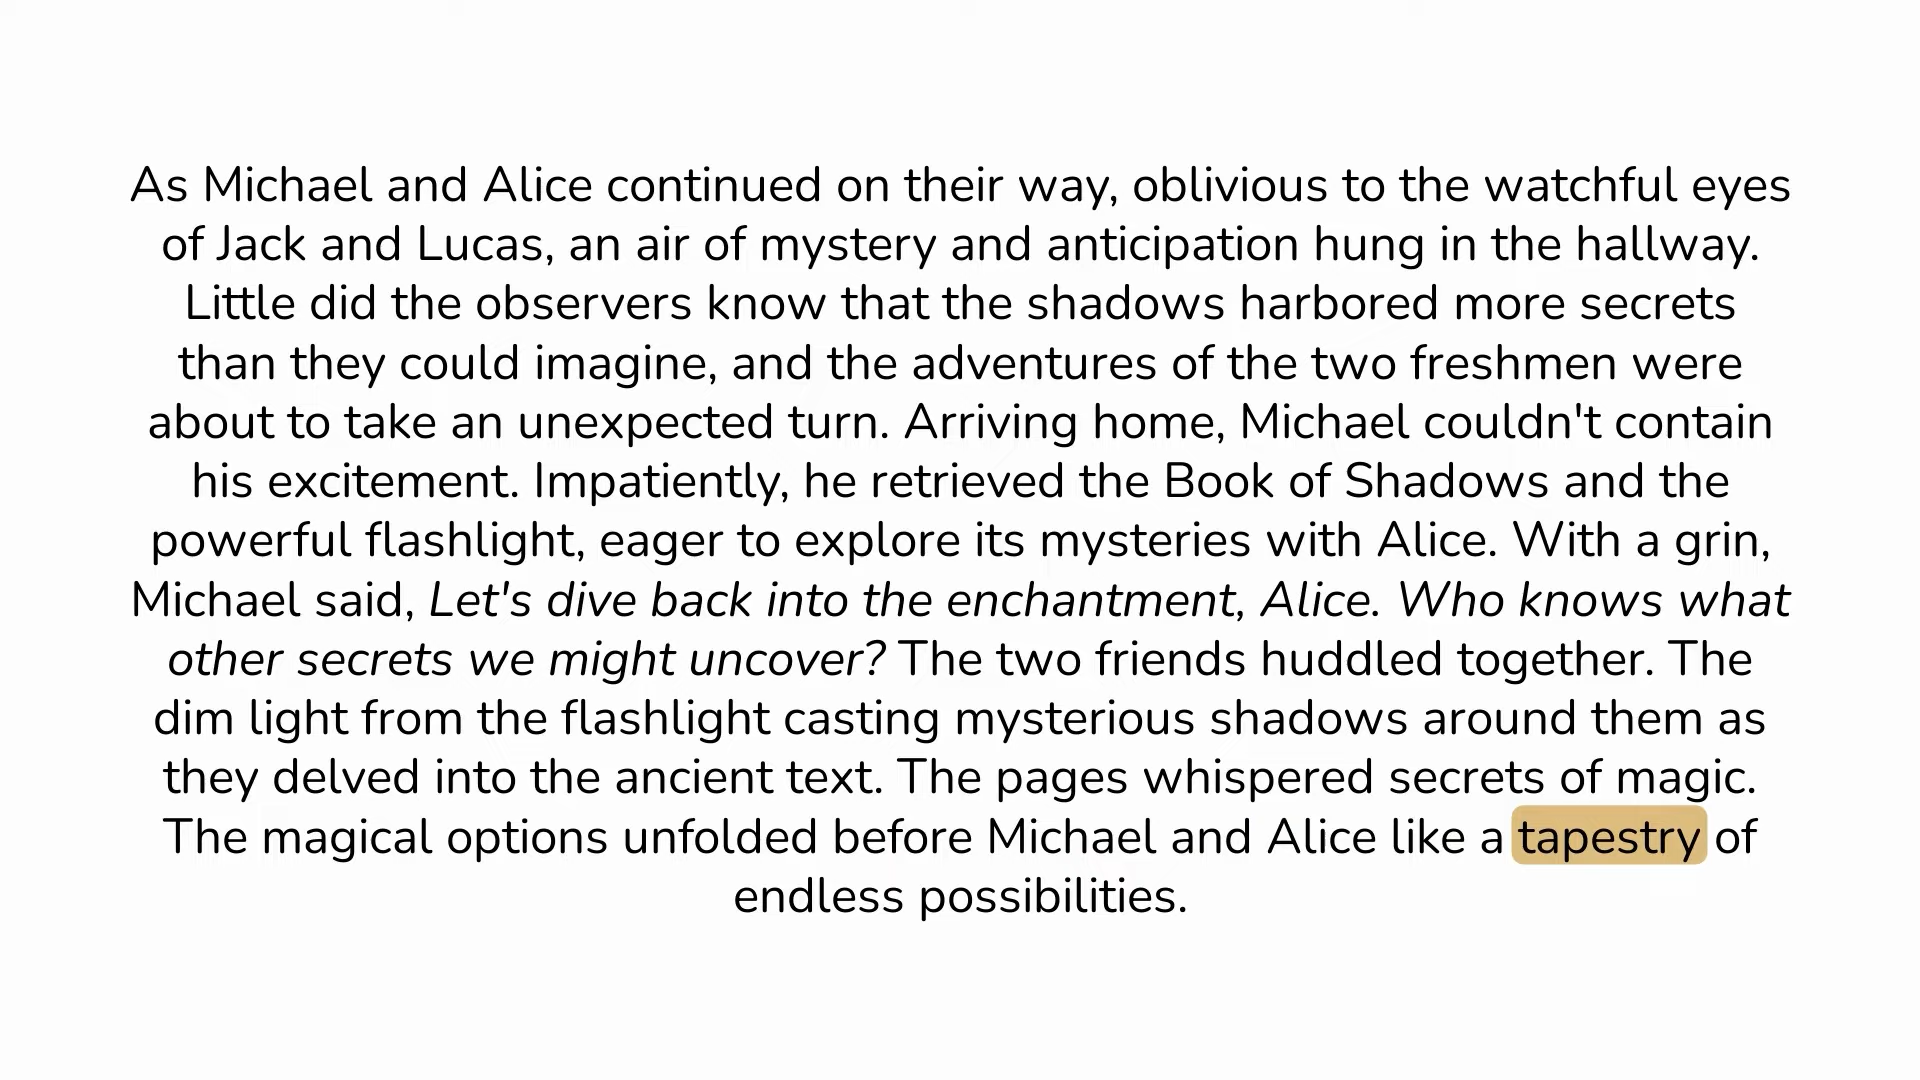 As Michael and Alice continued on their way, oblivious to the watchful eyes
of Jack and Lucas, an air of mystery and anticipation hung in the hallway.
Little did the observers know that the shadows harbored more secrets
than they could imagine, and the adventures of the two freshmen were
about to take an unexpected turn. Arriving home, Michael couldn't contain
his excitement. Impatiently, he retrieved the Book of Shadows and the
powerful flashlight, eager to explore its mysteries with Alice. With a grin,
Michael said, Let's dive back into the enchantment, Alice. Who knows what
other secrets we might uncover? The two friends huddled together. The
dim light from the flashlight casting mysterious shadows around them as
they delved into the ancient text. The pages whispered secrets of magic.
The magical options unfolded before Michael and Alice like a tapestry of
endless possibilities.